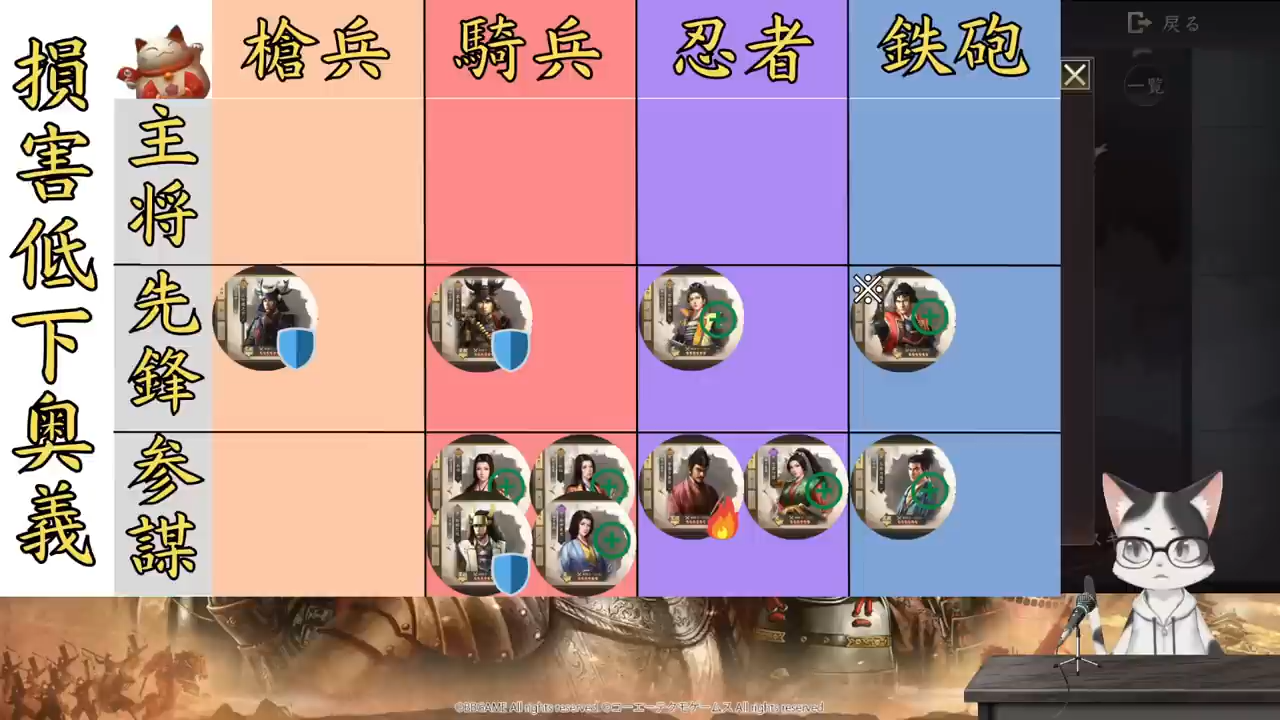 損害低下奥義
槍兵
騎兵
忍者
鉄砲
主将
先鋒
参謀
※
戻る
一覧
©BBGAME All rights reserved. ©コーエーテクモゲームス All rights reserved.